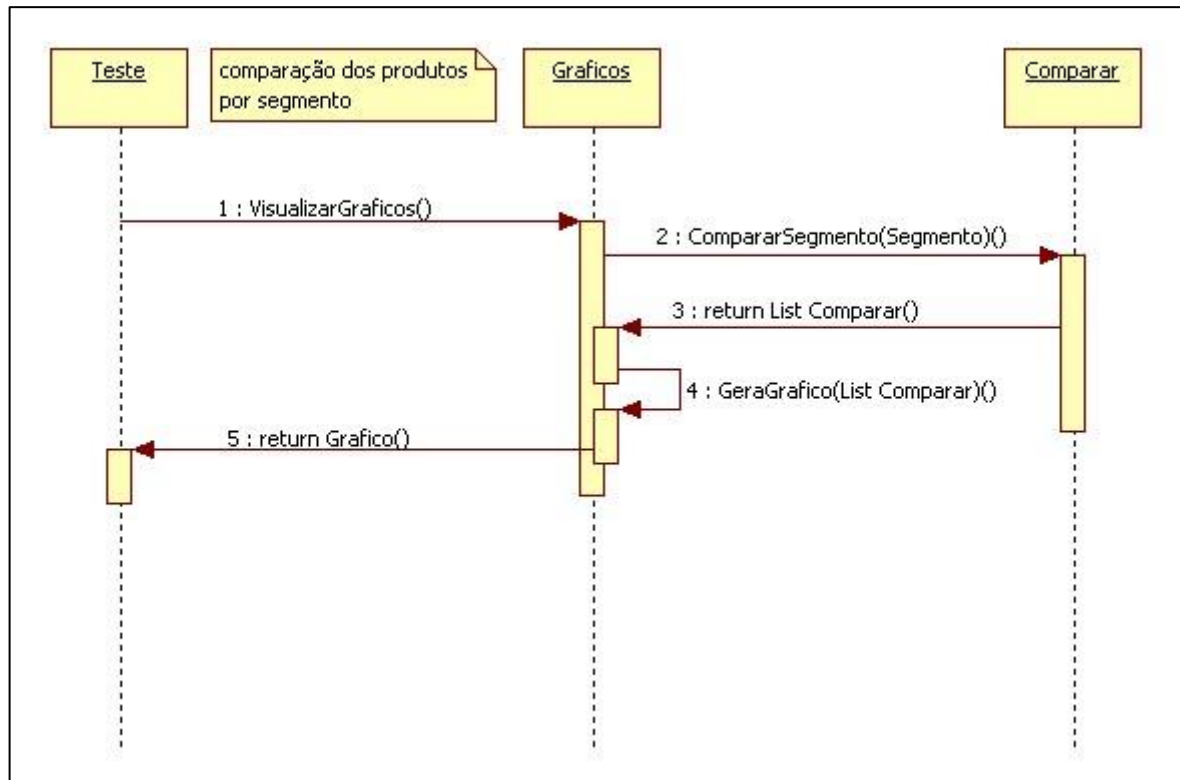 Teste
comparação dos produtos
por segmento
Graficos
Comparar
1 : VisualizarGraficos()
2 : CompararSegmento(Segmento)()
3 : return List Comparar()
4 : GeraGrafico(List Comparar)()
5 : return Grafico()